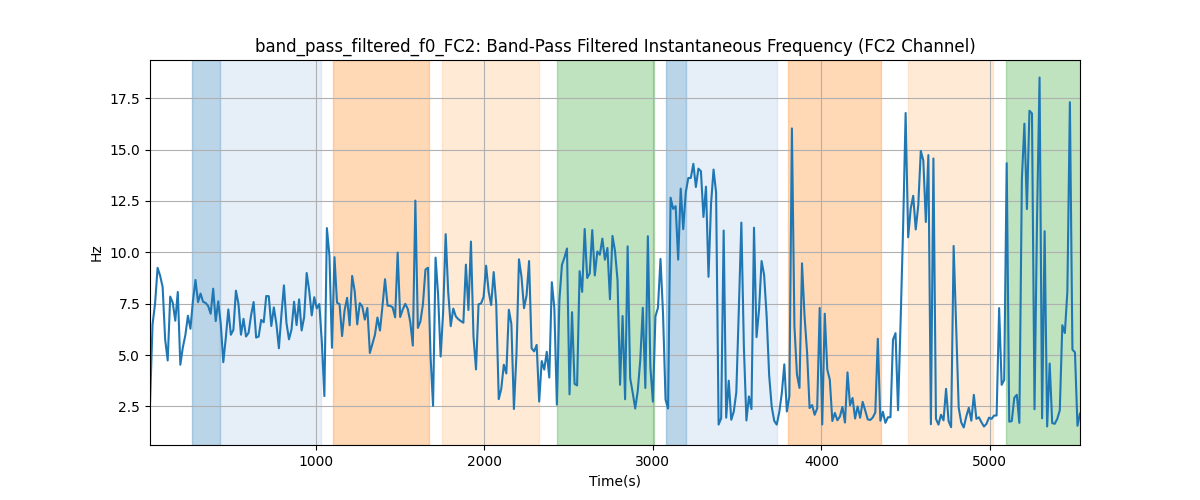 band_pass_filtered_f0_FC2: Band-Pass Filtered Instantaneous Frequency (FC2 Channel)
17.5
15.0
12.5
10.0
7.5
5.0
2.5
Hz
1000 2000 3000 4000 5000
Time(s)